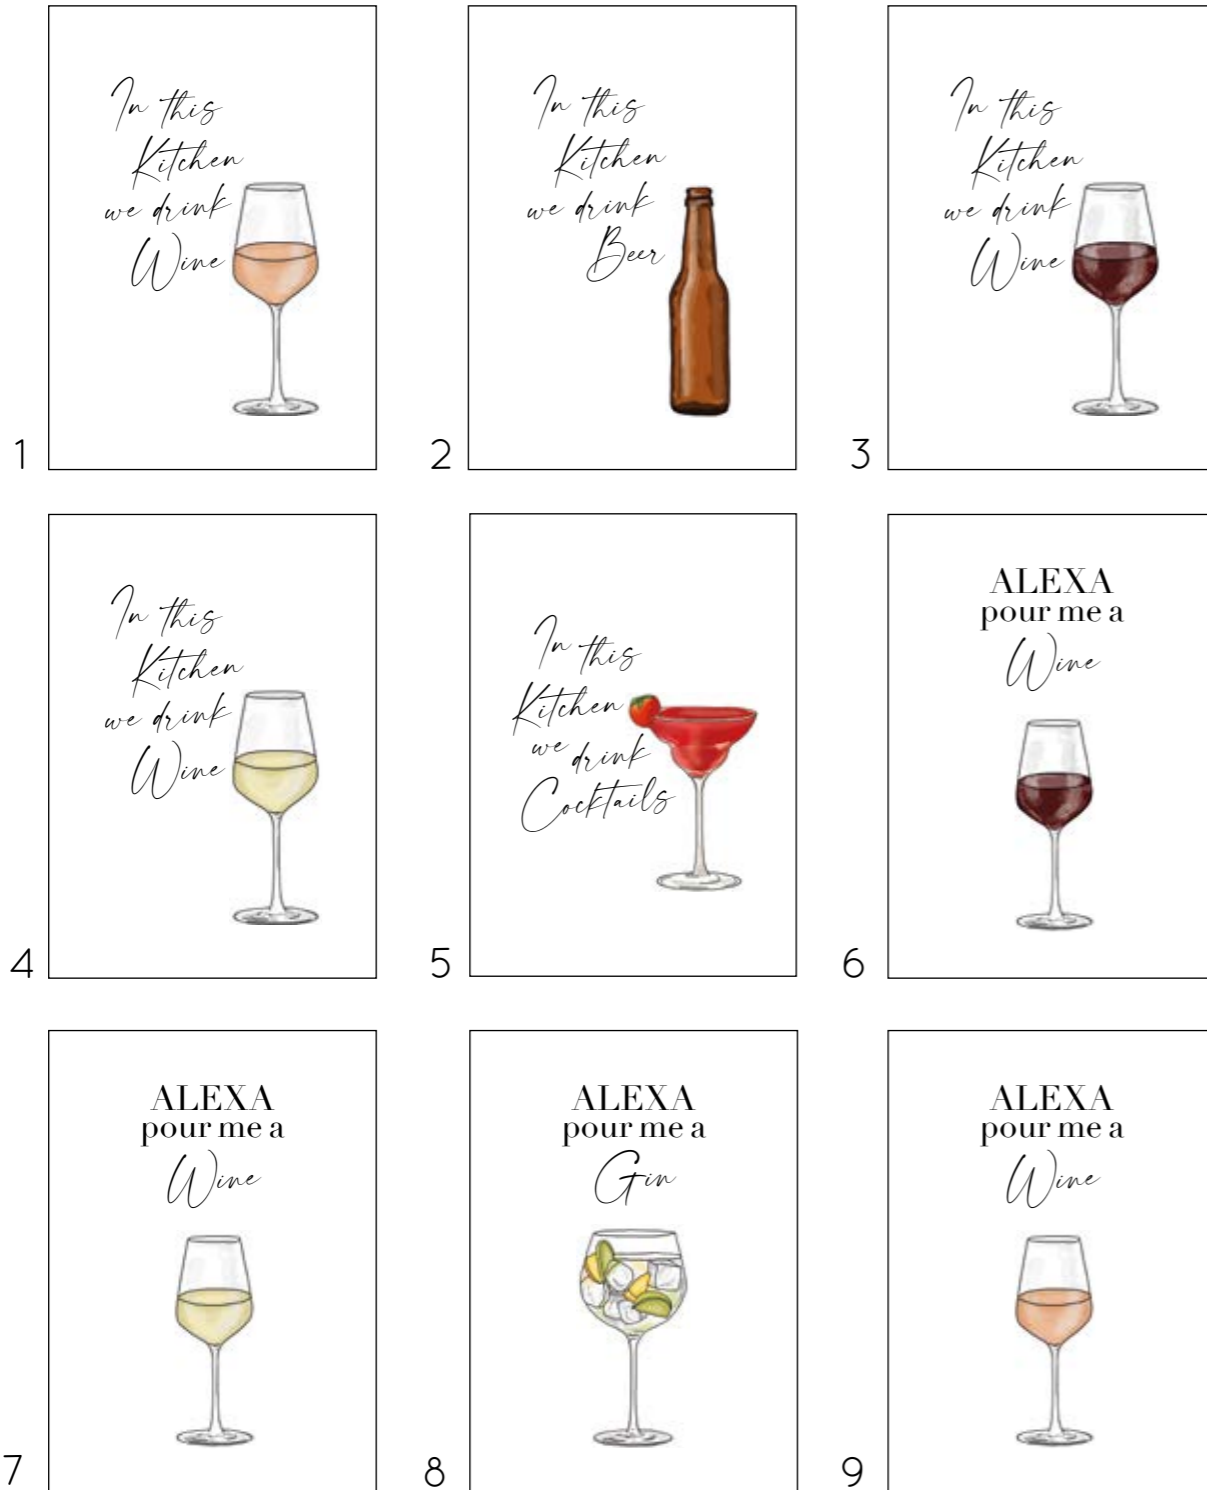 In this
Kitchen
we drink
Wine
1
In this
Kitchen
we drink
Beer
2
In this
Kitchen
we drink
Wine
3
In this
Kitchen
we drink
Wine
4
In this
Kitchen
we drink
Cocktails
5
ALEXA
pour me a
Wine
6
ALEXA
pour me a
Wine
7
ALEXA
pour me a
Gin
8
ALEXA
pour me a
Wine
9